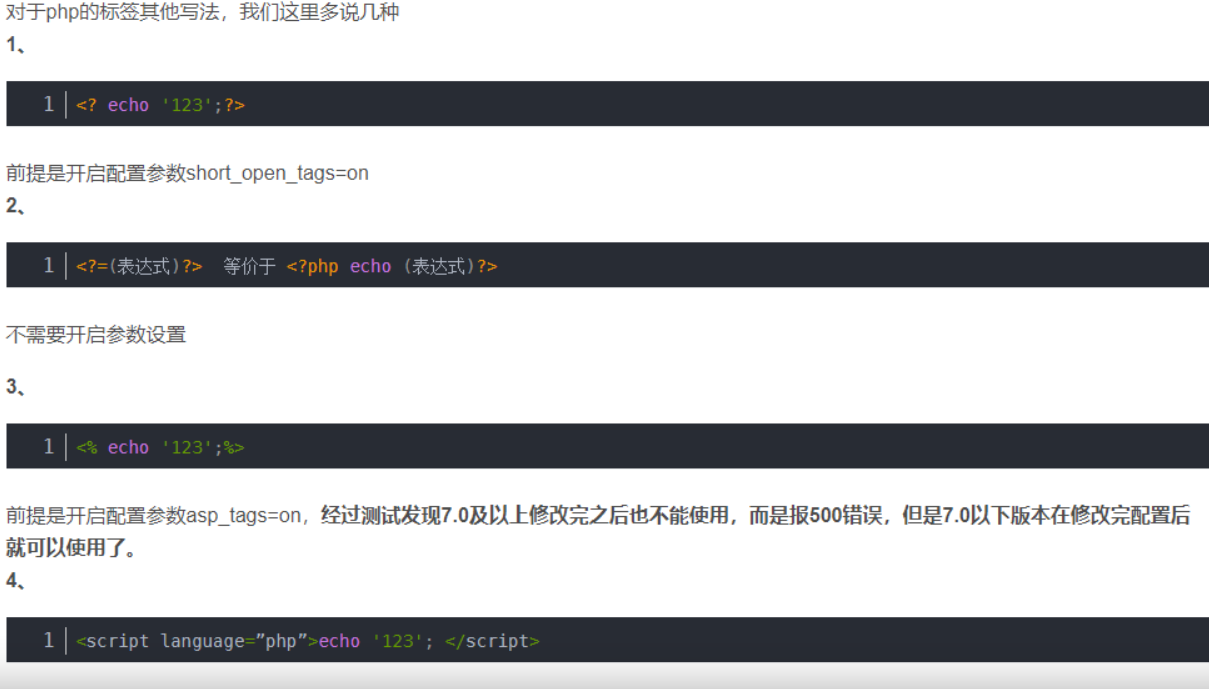 对于php的标签其他写法，我们这里多说几种
1、
1 <? echo '123';?>
前提是开启配置参数short_open_tags=on
2、
1 <?=(表达式)?>  等价于 <?php echo (表达式)?>
不需要开启参数设置
3、
1 <% echo '123';%>
前提是开启配置参数asp_tags=on，经过测试发现7.0及以上修改完之后也不能使用，而是报500错误，但是7.0以下版本在修改完配置后
就可以使用了。
4、
1 <script language=”php”>echo '123'; </script>